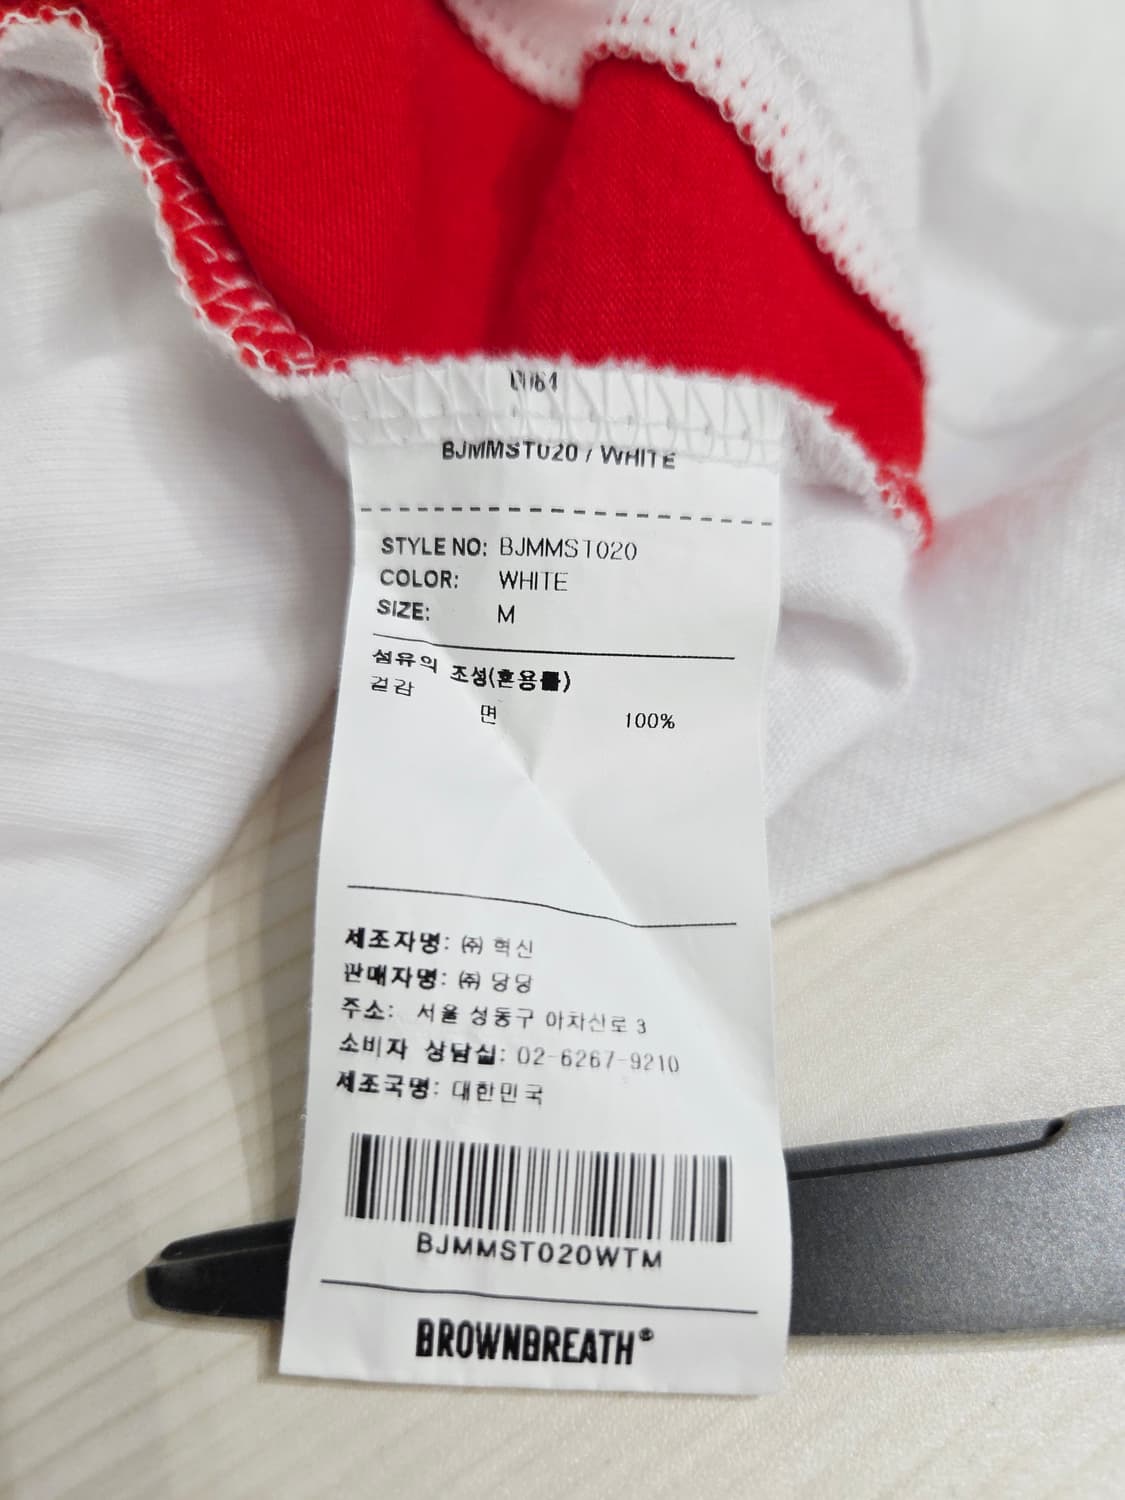 BJMMST020 / WHITE
STYLE NO: BJMMST020
COLOR: WHITE
SIZE: M
섬유의 조성(혼용률)
겉감
면 100%
제조자명: ㈜ 혁신
판매자명: ㈜ 당당
주소: 서울 성동구 아차산로 3
소비자 상담실: 02-6267-9210
제조국명: 대한민국
BJMMST020WTM
BROWNBREATH®